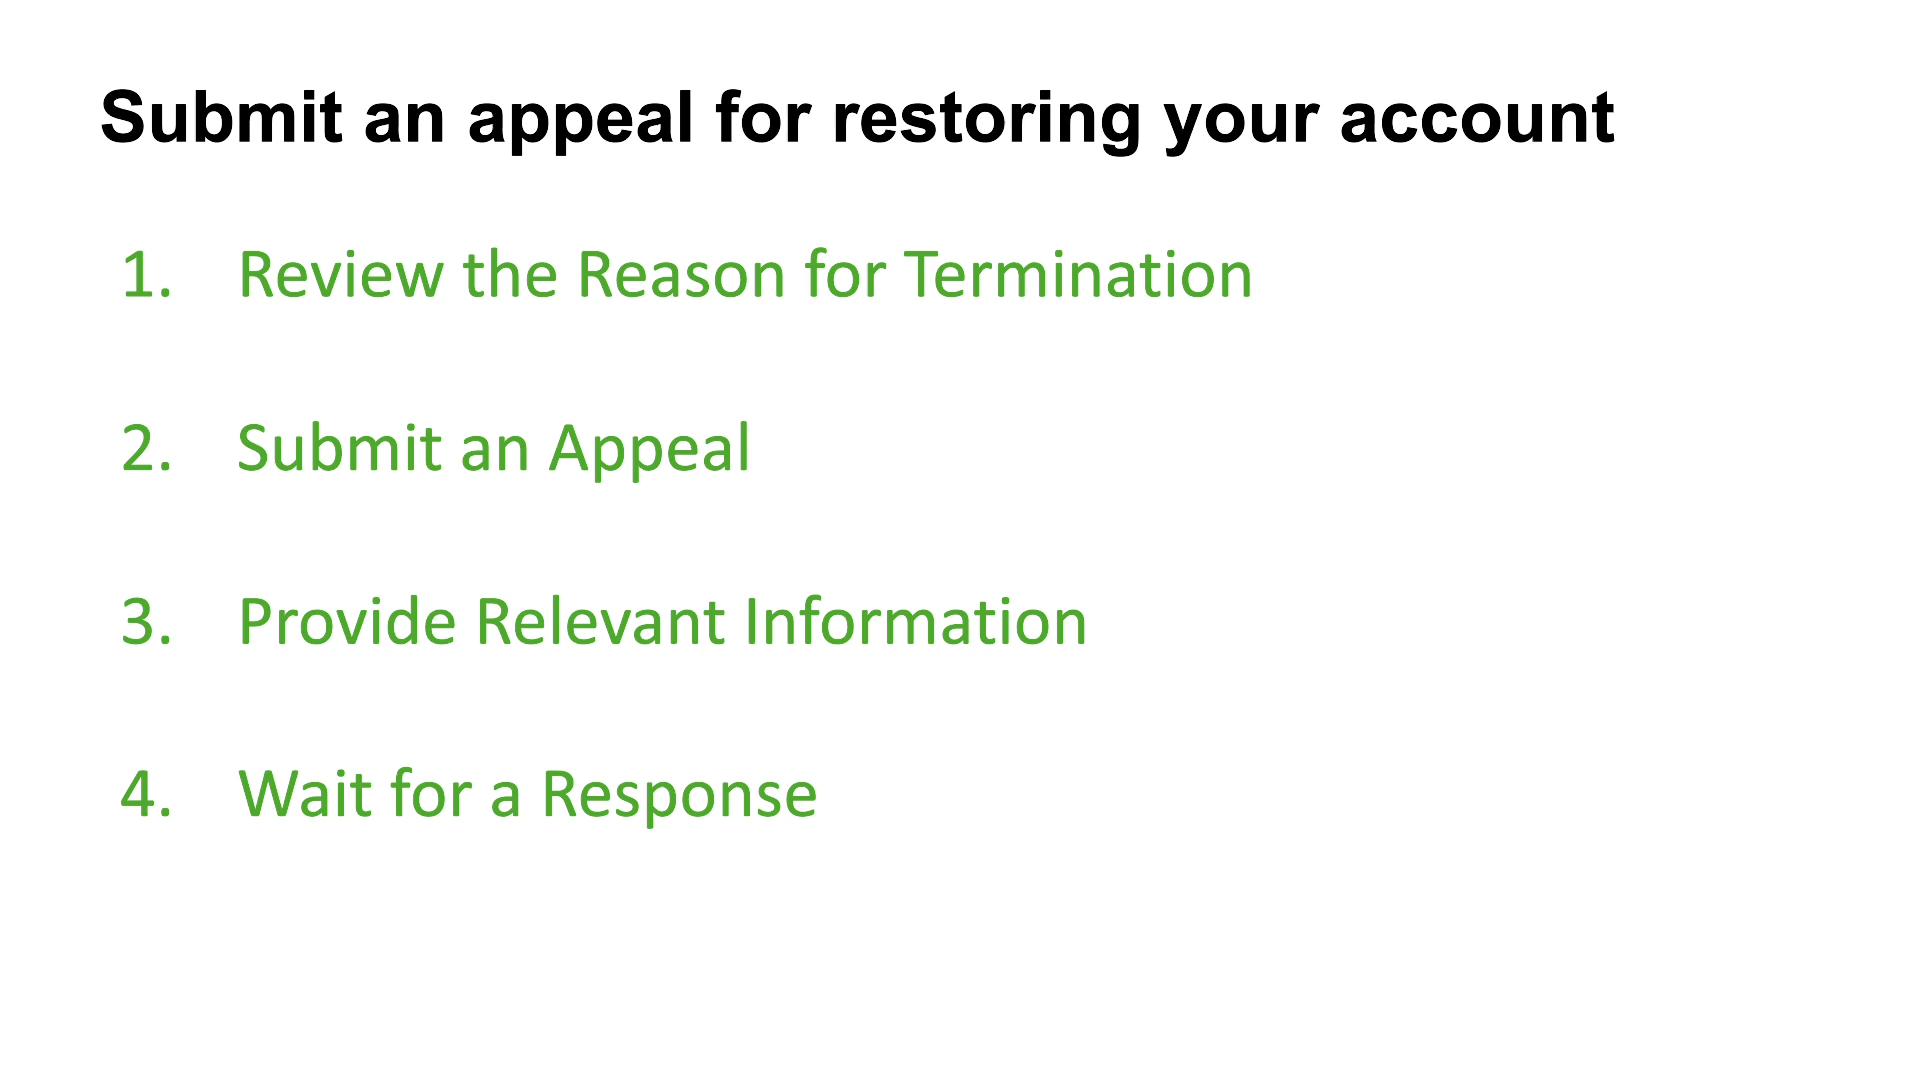 Submit an appeal for restoring your account
1. Review the Reason for Termination
2. Submit an Appeal
3. Provide Relevant Information
4. Wait for a Response